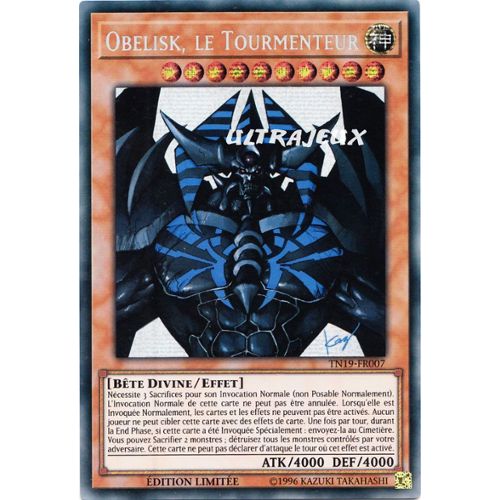 OBELISK, LE TOURMENTEUR
神
ULTRAJEUX
Kazy
TN19-FR007
[BÊTE DIVINE/EFFET]
Nécessite 3 Sacrifices pour son Invocation Normale (non Posable Normalement).
L'Invocation Normale de cette carte ne peut pas être annulée. Lorsqu'elle est
Invoquée Normalement, les cartes et les effets ne peuvent pas être activés. Aucun
joueur ne peut cibler cette carte avec des effets de carte. Une fois par tour, durant
la End Phase, si cette carte a été Invoquée Spécialement : envoyez-la au Cimetière.
Vous pouvez Sacrifier 2 monstres ; détruisez tous les monstres contrôlés par votre
adversaire. Cette carte ne peut pas déclarer d'attaque le tour où cet effet est activé.
ATK/4000 DEF/4000
ÉDITION LIMITÉE
©1996 KAZUKI TAKAHASHI